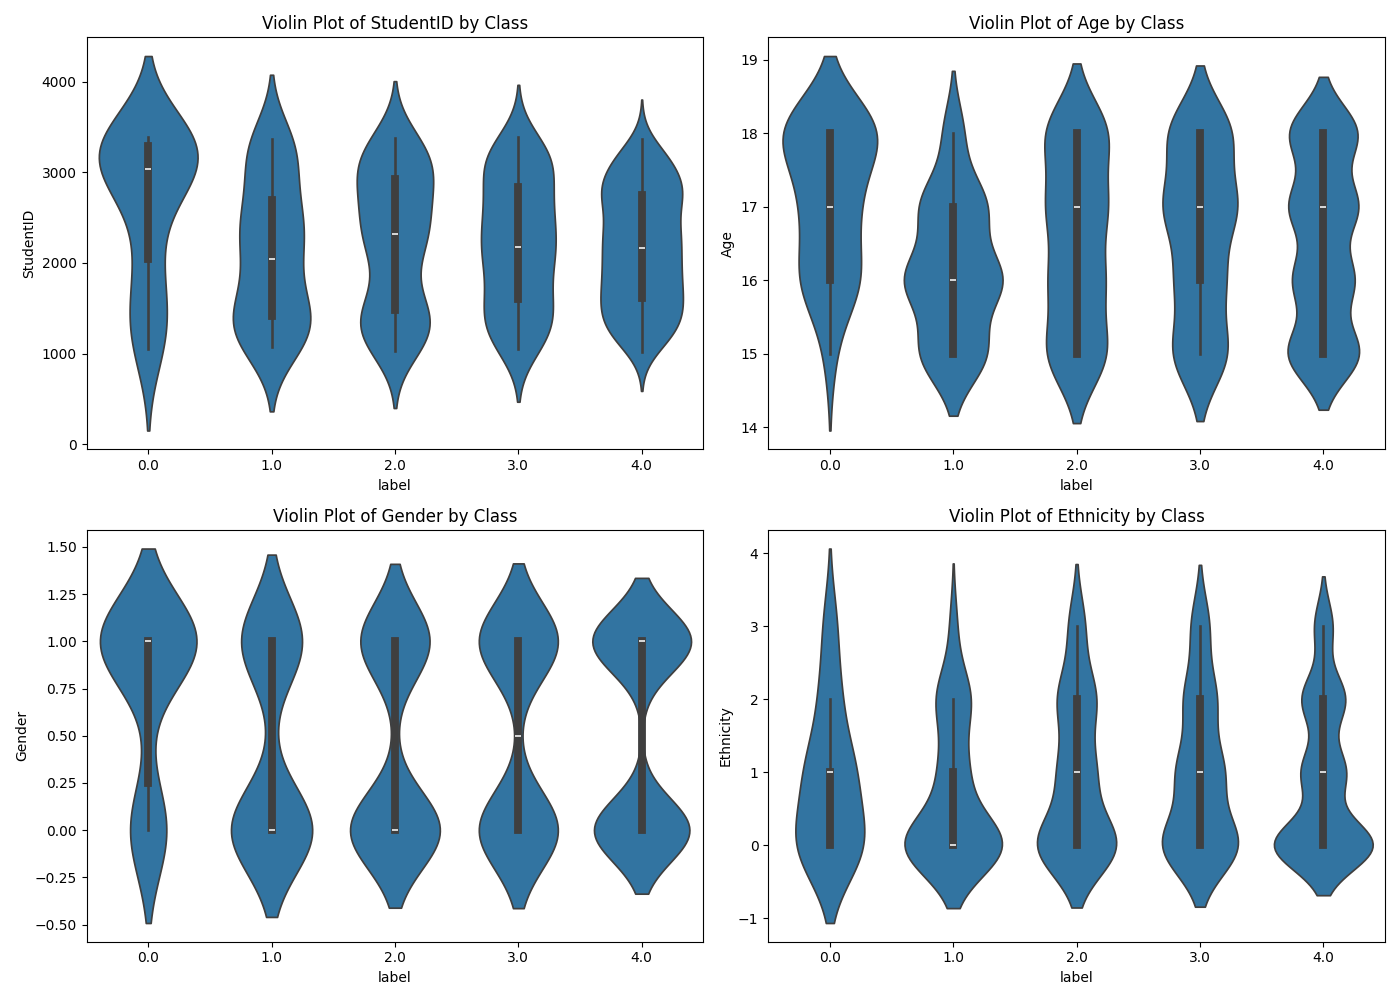 Violin Plot of StudentID by Class
StudentID
4000
3000
2000
1000
0
0.0 1.0 2.0 3.0 4.0
label
Violin Plot of Age by Class
Age
19
18
17
16
15
14
0.0 1.0 2.0 3.0 4.0
label
Violin Plot of Gender by Class
Gender
1.50
1.25
1.00
0.75
0.50
0.25
0.00
−0.25
−0.50
0.0 1.0 2.0 3.0 4.0
label
Violin Plot of Ethnicity by Class
Ethnicity
4
3
2
1
0
−1
0.0 1.0 2.0 3.0 4.0
label